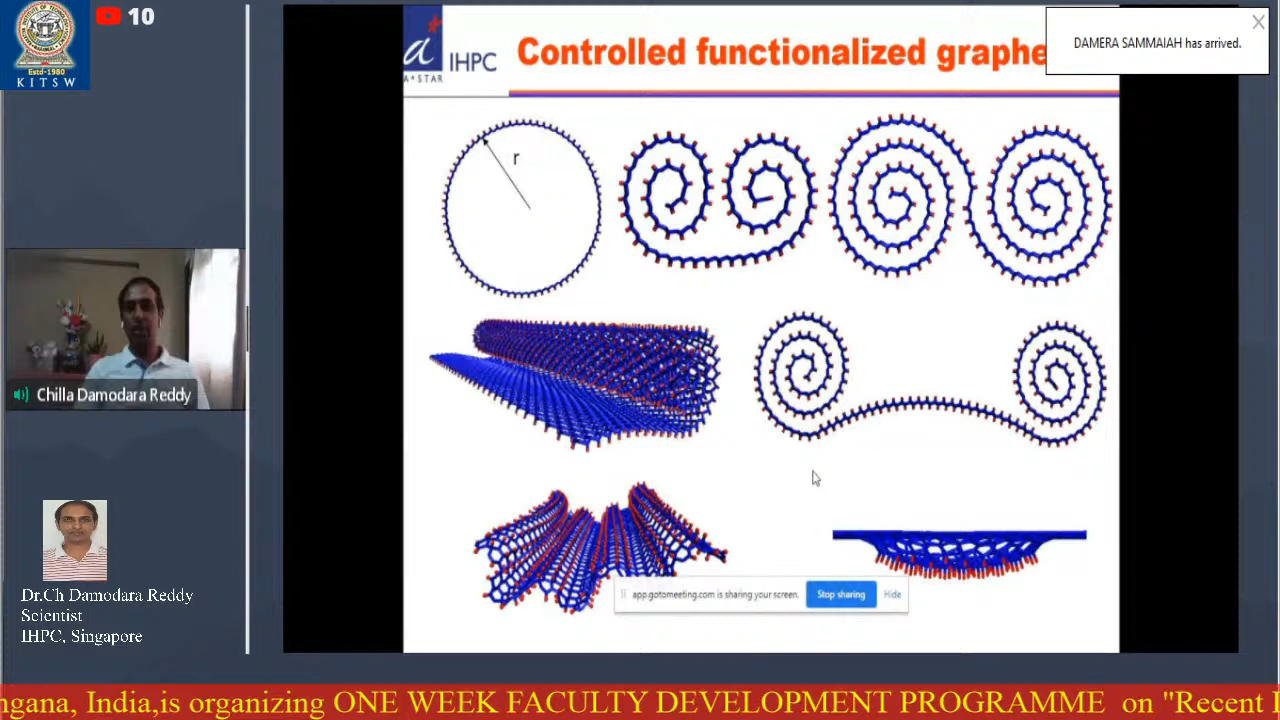 Estd-1980
K I T S W
10
a
A★STAR
IHPC
Controlled functionalized graphe
DAMERA SAMMAIAH has arrived.
r
Chilla Damodara Reddy
app.gotomeeting.com is sharing your screen.
Stop sharing
Hide
Dr.Ch Damodara Reddy
Scientist
IHPC, Singapore
ngana, India,is organizing ONE WEEK FACULTY DEVELOPMENT PROGRAMME on "Recent